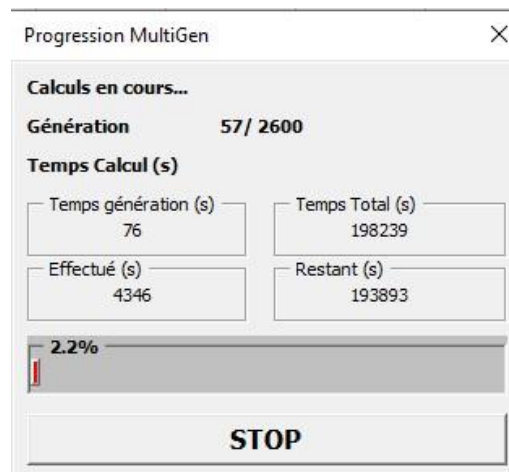 Progression MultiGen
Calculs en cours...
Génération 57/ 2600
Temps Calcul (s)
Temps génération (s) Temps Total (s)
76 198239
Effectué (s) Restant (s)
4346 193893
2.2%
STOP